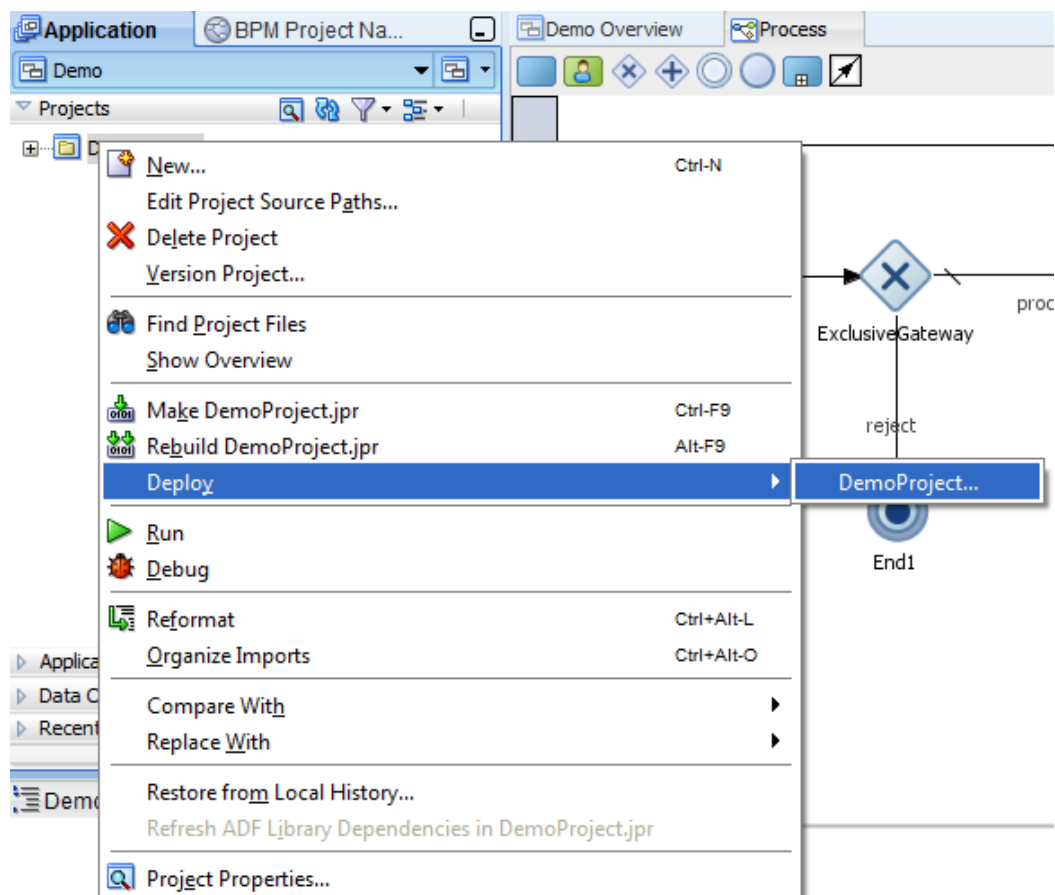 Application
BPM Project Na...
Demo Overview
Process
Demo
Projects
New... Ctrl-N
Edit Project Source Paths...
Delete Project
Version Project...
Find Project Files
Show Overview
Make DemoProject.jpr Ctrl-F9
Rebuild DemoProject.jpr Alt-F9
Deploy
DemoProject...
Run
Debug
Reformat Ctrl+Alt-L
Organize Imports Ctrl+Alt-O
Compare With
Replace With
Restore from Local History...
Refresh ADF Library Dependencies in DemoProject.jpr
Project Properties...
ExclusiveGateway
proc
reject
End1
Applica
Data C
Recent
Demo